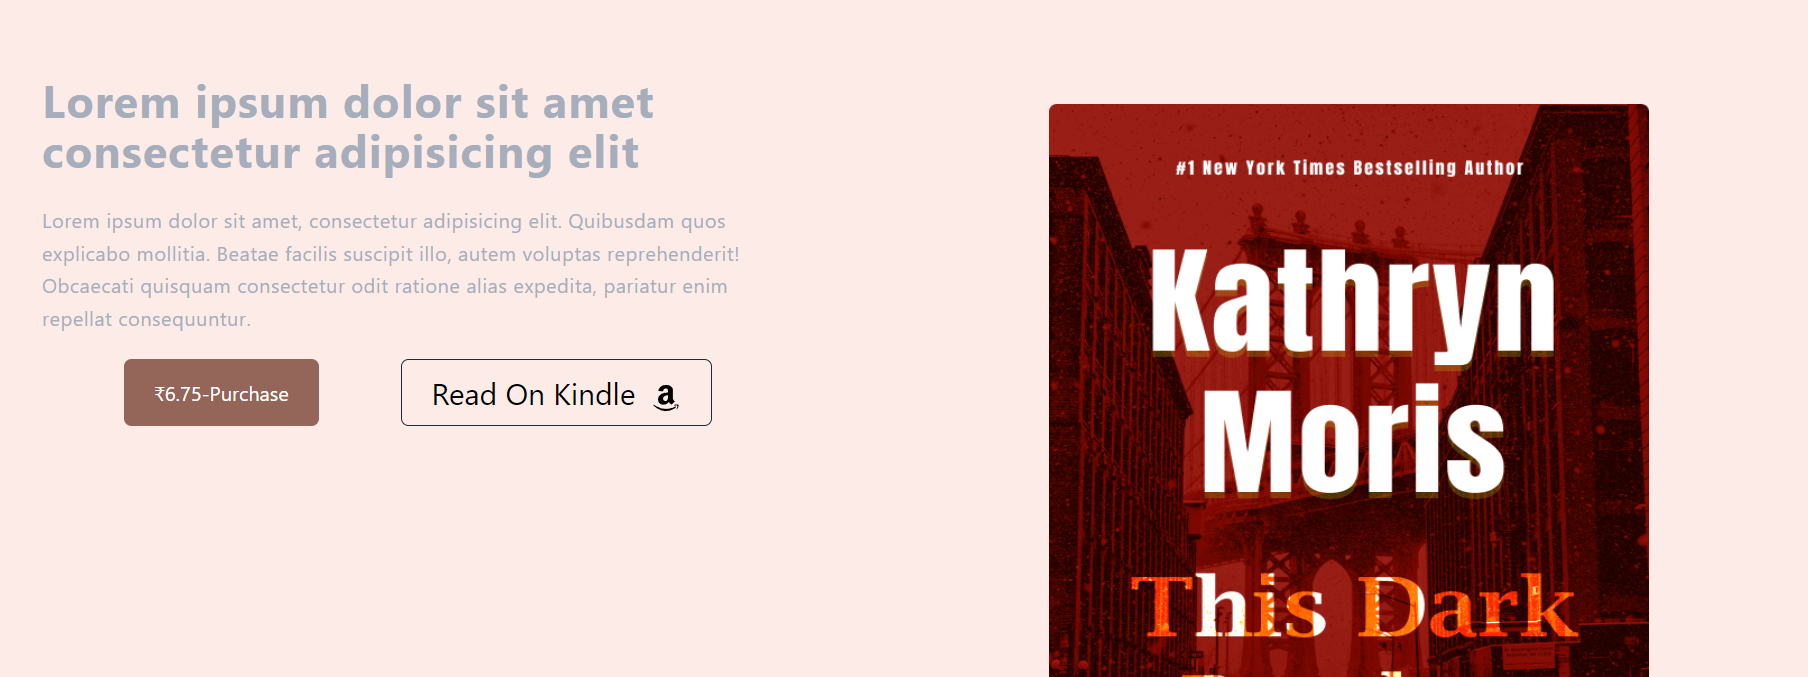 Lorem ipsum dolor sit amet
consectetur adipisicing elit
Lorem ipsum dolor sit amet, consectetur adipisicing elit. Quibusdam quos
explicabo mollitia. Beatae facilis suscipit illo, autem voluptas reprehenderit!
Obcaecati quisquam consectetur odit ratione alias expedita, pariatur enim
repellat consequuntur.
₹6.75-Purchase
Read On Kindle
#1 New York Times Bestselling Author
Kathryn
Moris
This Dark